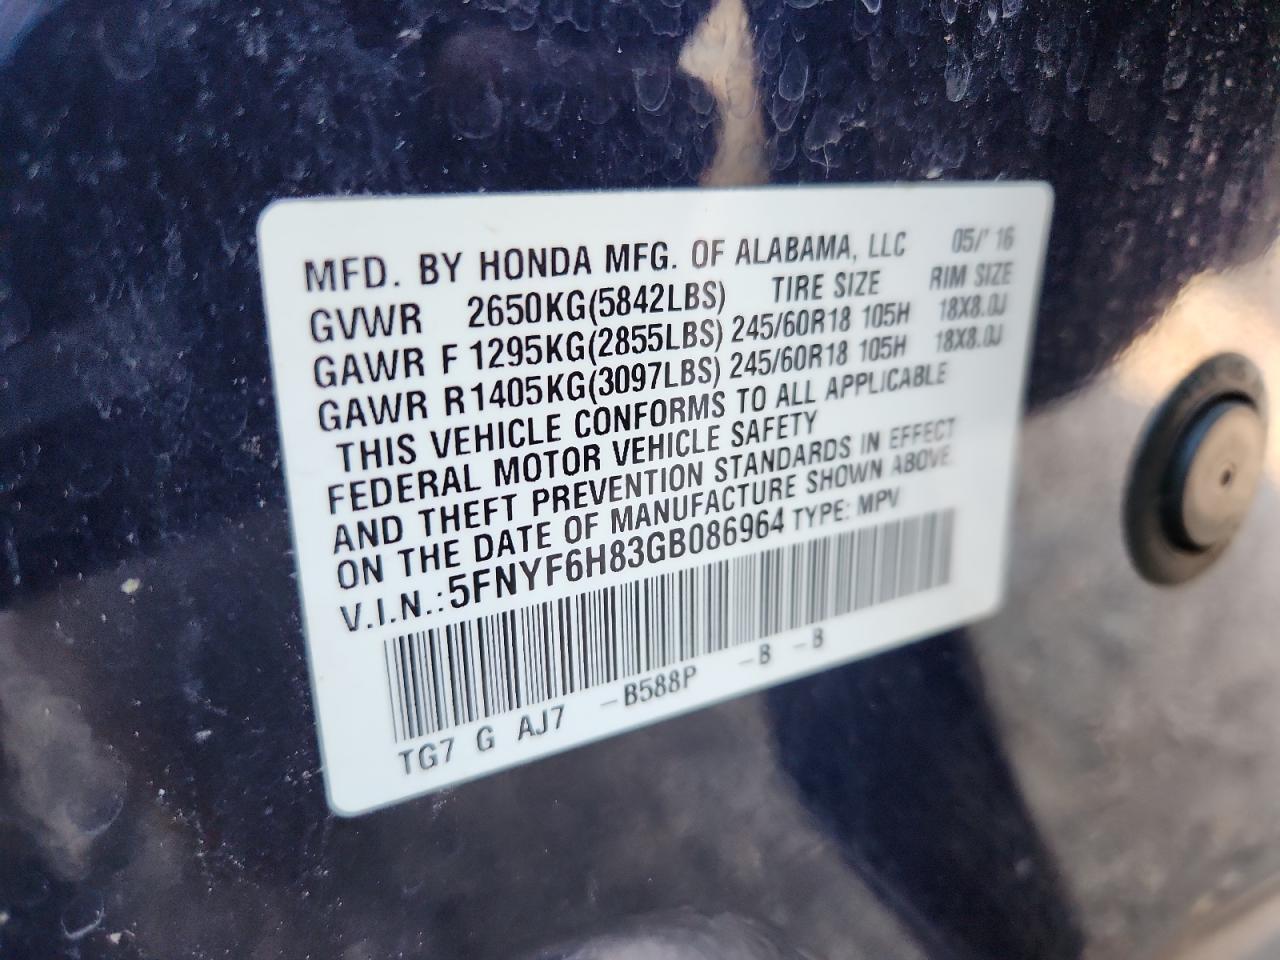 MFD. BY HONDA MFG. OF ALABAMA, LLC 05/'16
GVWR 2650KG(5842LBS) TIRE SIZE RIM SIZE
GAWR F 1295KG(2855LBS) 245/60R18 105H 18X8.0J
GAWR R1405KG(3097LBS) 245/60R18 105H 18X8.0J
THIS VEHICLE CONFORMS TO ALL APPLICABLE
FEDERAL MOTOR VEHICLE SAFETY
AND THEFT PREVENTION STANDARDS IN EFFECT
ON THE DATE OF MANUFACTURE SHOWN ABOVE.
V.I.N.:5FNYF6H83GB086964 TYPE: MPV
TG7 G AJ7 -B588P -B -B